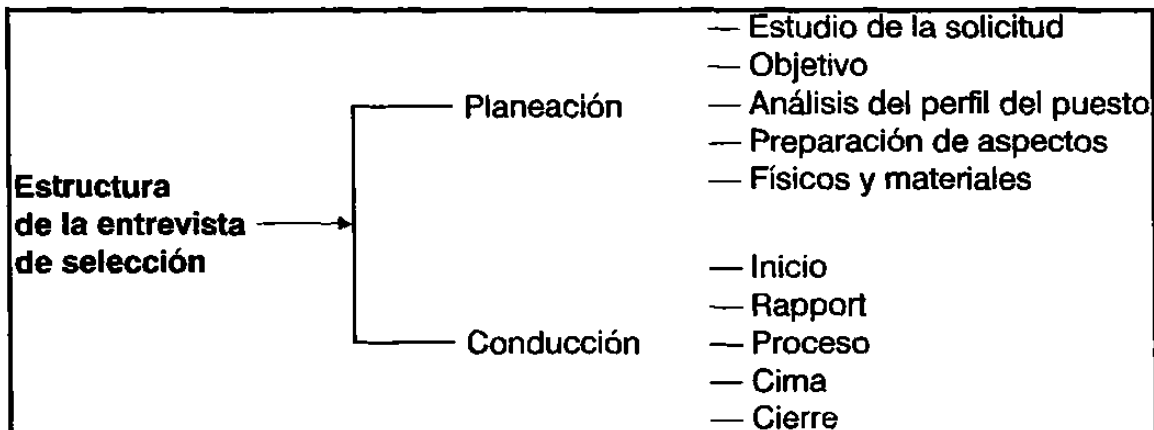 Estructura
de la entrevista
de selección
Planeación
— Estudio de la solicitud
— Objetivo
— Análisis del perfil del puesto
— Preparación de aspectos
— Físicos y materiales
Conducción
— Inicio
— Rapport
— Proceso
— Cima
— Cierre